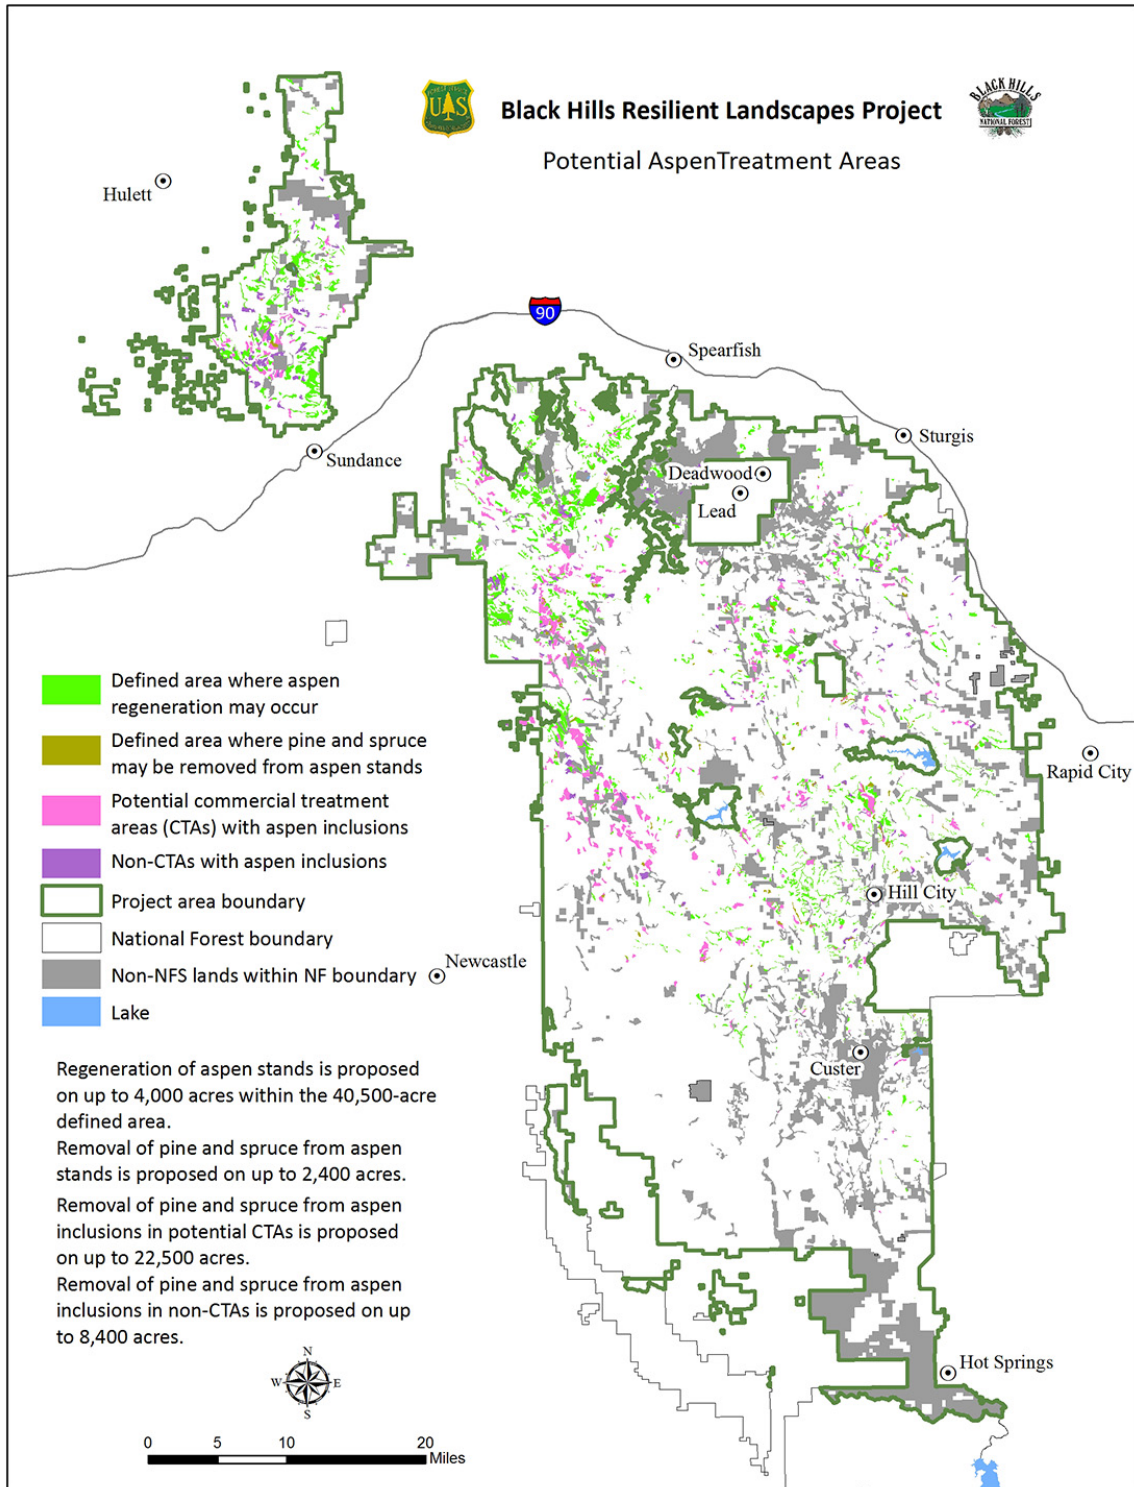 Black Hills Resilient Landscapes Project
Potential AspenTreatment Areas
U S
BLACK HILLS
NATIONAL FOREST
Hulett
90
Spearfish
Sturgis
Sundance
Deadwood
Lead
Rapid City
Hill City
Newcastle
Custer
Hot Springs
Defined area where aspen
regeneration may occur
Defined area where pine and spruce
may be removed from aspen stands
Potential commercial treatment
areas (CTAs) with aspen inclusions
Non-CTAs with aspen inclusions
Project area boundary
National Forest boundary
Non-NFS lands within NF boundary
Lake
Regeneration of aspen stands is proposed
on up to 4,000 acres within the 40,500-acre
defined area.
Removal of pine and spruce from aspen
stands is proposed on up to 2,400 acres.
Removal of pine and spruce from aspen
inclusions in potential CTAs is proposed
on up to 22,500 acres.
Removal of pine and spruce from aspen
inclusions in non-CTAs is proposed on up
to 8,400 acres.
N
W E
S
0 5 10 20
Miles